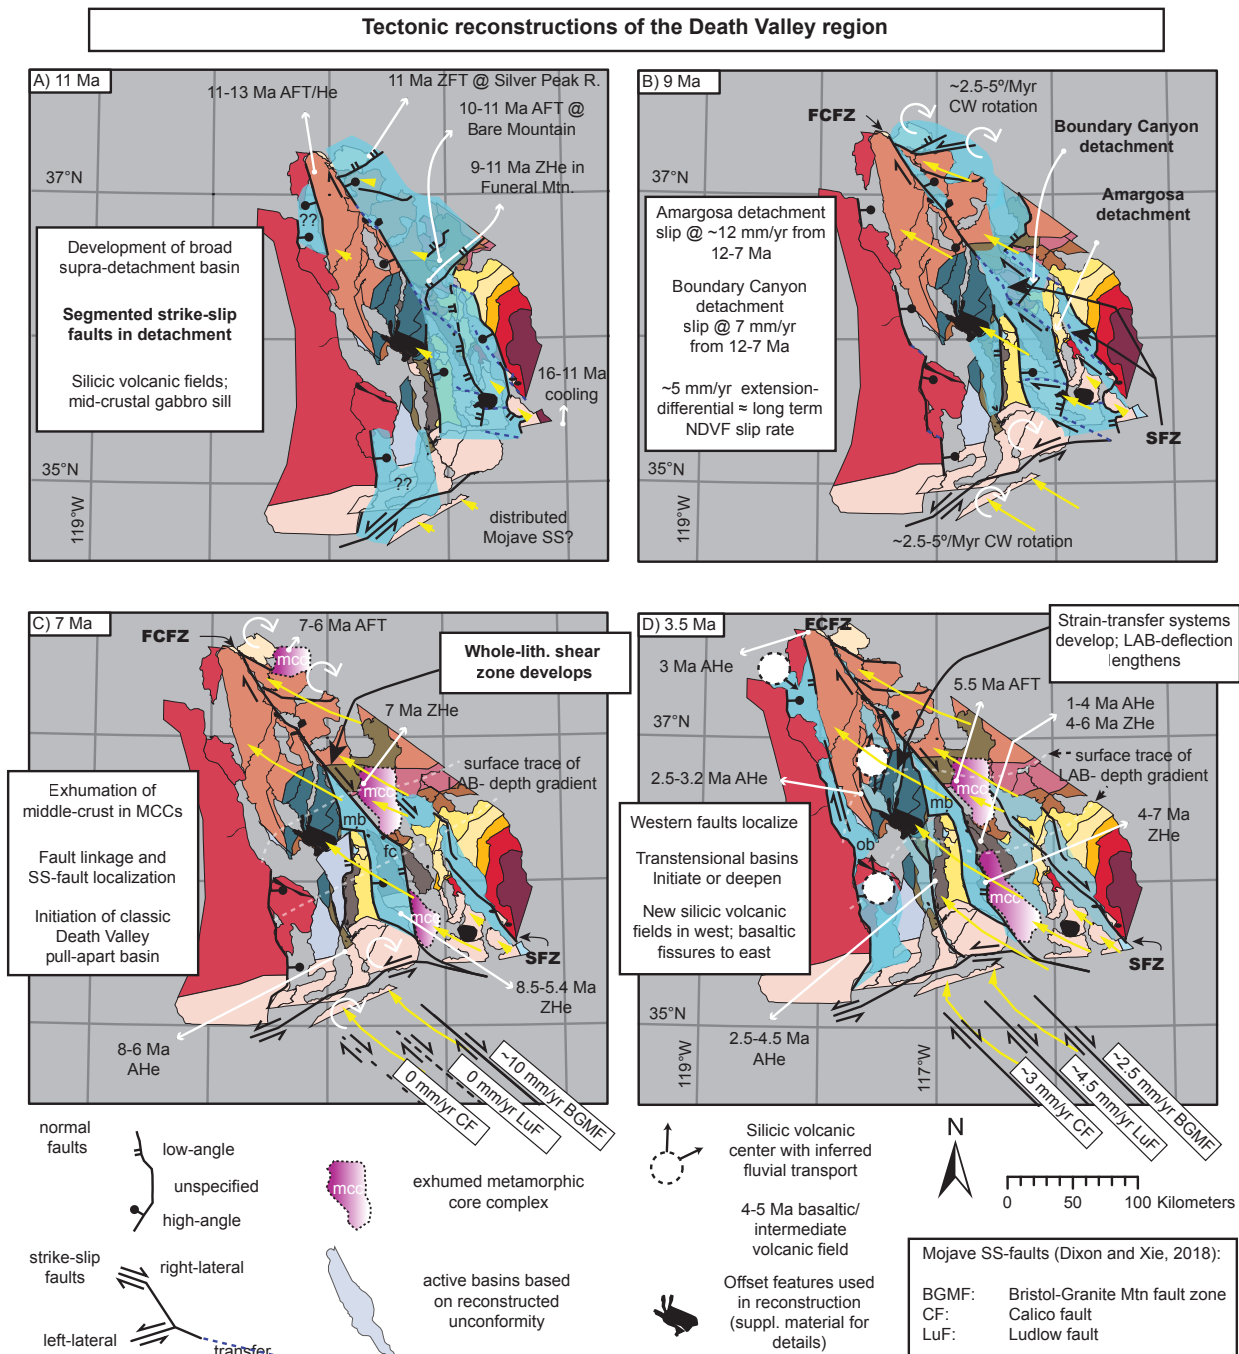 Tectonic reconstructions of the Death Valley region
A) 11 Ma
11-13 Ma AFT/He
11 Ma ZFT @ Silver Peak R.
10-11 Ma AFT @
Bare Mountain
9-11 Ma ZHe in
Funeral Mtn.
37°N
??
Development of broad
supra-detachment basin
Segmented strike-slip
faults in detachment
Silicic volcanic fields;
mid-crustal gabbro sill
16-11 Ma
cooling
35°N
119°W
??
distributed
Mojave SS?
B) 9 Ma
~2.5-5º/Myr
CW rotation
FCFZ
Boundary Canyon
detachment
37°N
Amargosa
detachment
Amargosa detachment
slip @ ~12 mm/yr from
12-7 Ma
Boundary Canyon
detachment
slip @ 7 mm/yr
from 12-7 Ma
~5 mm/yr extension-
differential ≈ long term
NDVF slip rate
SFZ
35°N
119°W
~2.5-5º/Myr CW rotation
C) 7 Ma
FCFZ
7-6 Ma AFT
mcc
Whole-lith. shear
zone develops
7 Ma ZHe
surface trace of
LAB- depth gradient
Exhumation of
middle-crust in MCCs
Fault linkage and
SS-fault localization
Initiation of classic
Death Valley
pull-apart basin
mcc
mb
fc
mcc
SFZ
8.5-5.4 Ma
ZHe
8-6 Ma
AHe
0 mm/yr CF
0 mm/yr LuF
~10 mm/yr BGMF
D) 3.5 Ma
FCFZ
Strain-transfer systems
develop; LAB-deflection
lengthens
3 Ma AHe
5.5 Ma AFT
1-4 Ma AHe
4-6 Ma ZHe
37°N
surface trace of
LAB- depth gradient
2.5-3.2 Ma AHe
mcc
mb
4-7 Ma
ZHe
Western faults localize
Transtensional basins
Initiate or deepen
New silicic volcanic
fields in west; basaltic
fissures to east
ob
mcc
SFZ
35°N
119°W
2.5-4.5 Ma
AHe
117°W
~3 mm/yr CF
~4.5 mm/yr LuF
~2.5 mm/yr BGMF
normal
faults
low-angle
unspecified
high-angle
strike-slip
faults
right-lateral
left-lateral
transfer
mcc
exhumed metamorphic
core complex
active basins based
on reconstructed
unconformity
Silicic volcanic
center with inferred
fluvial transport
4-5 Ma basaltic/
intermediate
volcanic field
Offset features used
in reconstruction
(suppl. material for
details)
N
0 50 100 Kilometers
Mojave SS-faults (Dixon and Xie, 2018):
BGMF: Bristol-Granite Mtn fault zone
CF: Calico fault
LuF: Ludlow fault